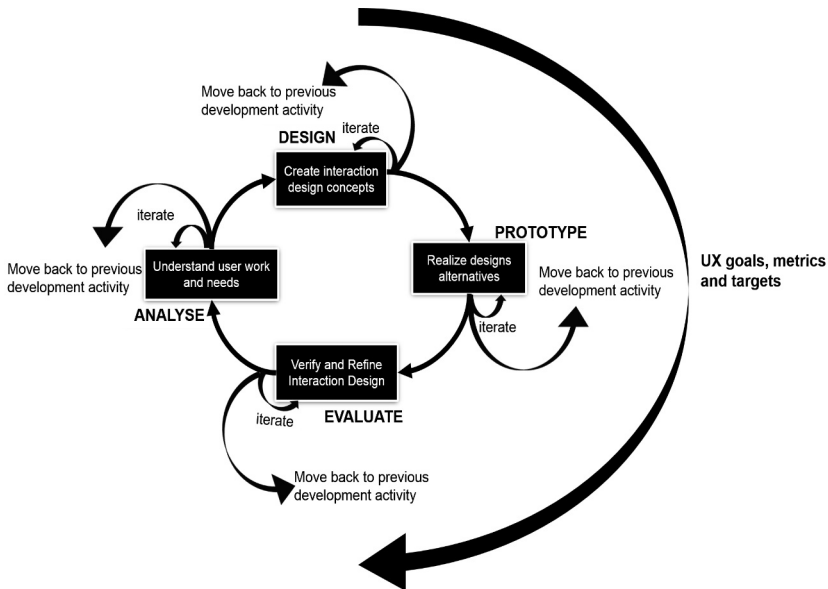 Move back to previous
development activity
iterate
DESIGN
Create interaction
design concepts
iterate
PROTOTYPE
Move back to previous
development activity
Understand user work
and needs
ANALYSE
Realize designs
alternatives
Move back to previous
development activity
iterate
UX goals, metrics
and targets
Verify and Refine
Interaction Design
iterate
EVALUATE
Move back to previous
development activity